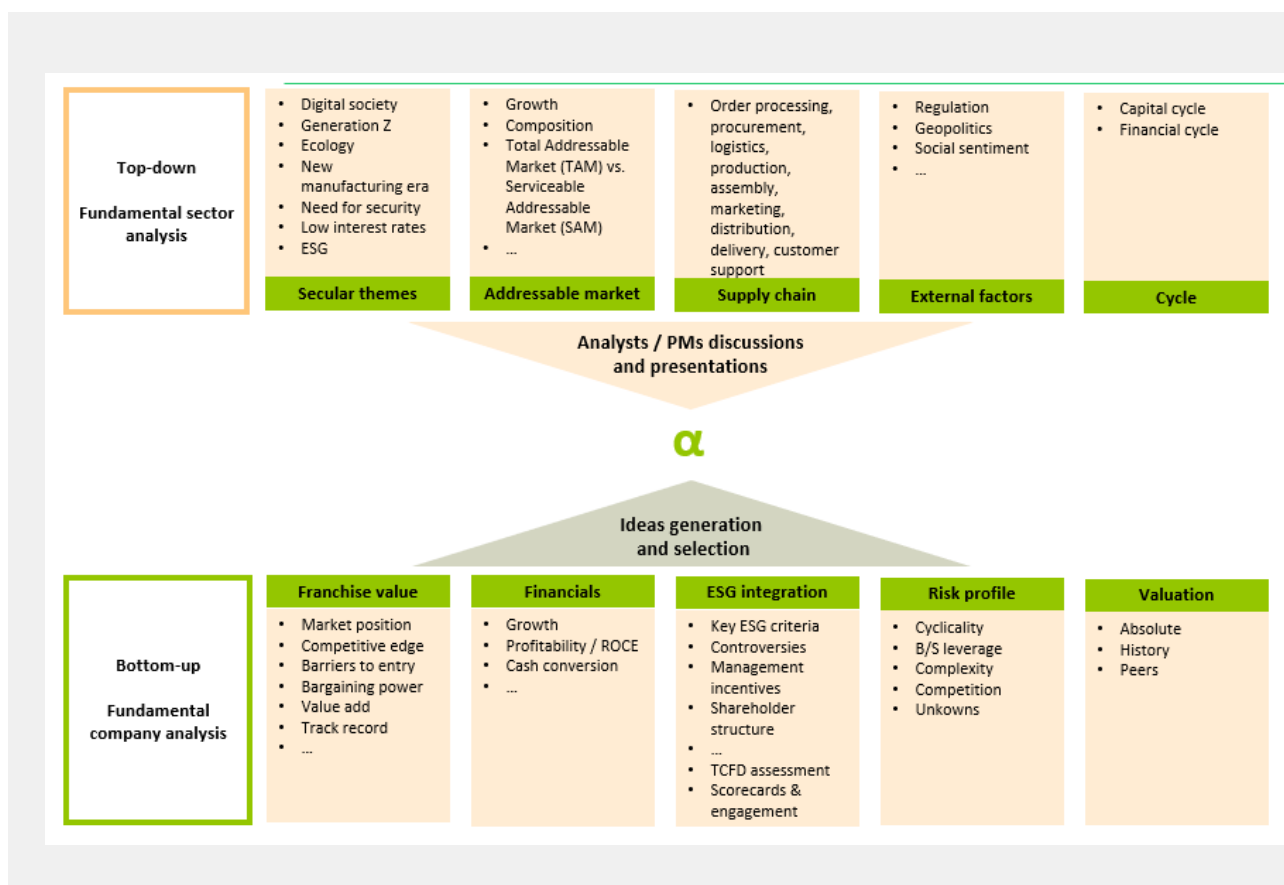 Top-down
Fundamental sector
analysis
• Digital society
• Generation Z
• Ecology
• New
manufacturing era
• Need for security
• Low interest rates
• ESG
Secular themes
• Growth
• Composition
• Total Addressable
Market (TAM) vs.
Serviceable
Addressable
Market (SAM)
• ...
Addressable market
• Order processing,
procurement,
logistics,
production,
assembly,
marketing,
distribution,
delivery, customer
support
Supply chain
• Regulation
• Geopolitics
• Social sentiment
• ...
External factors
• Capital cycle
• Financial cycle
Cycle
Analysts / PMs discussions
and presentations
α
Ideas generation
and selection
Bottom-up
Fundamental
company analysis
Franchise value
• Market position
• Competitive edge
• Barriers to entry
• Bargaining power
• Value add
• Track record
• ...
Financials
• Growth
• Profitability / ROCE
• Cash conversion
• ...
ESG integration
• Key ESG criteria
• Controversies
• Management
incentives
• Shareholder
structure
• ...
• TCFD assessment
• Scorecards &
engagement
Risk profile
• Cyclicality
• B/S leverage
• Complexity
• Competition
• Unkowns
Valuation
• Absolute
• History
• Peers